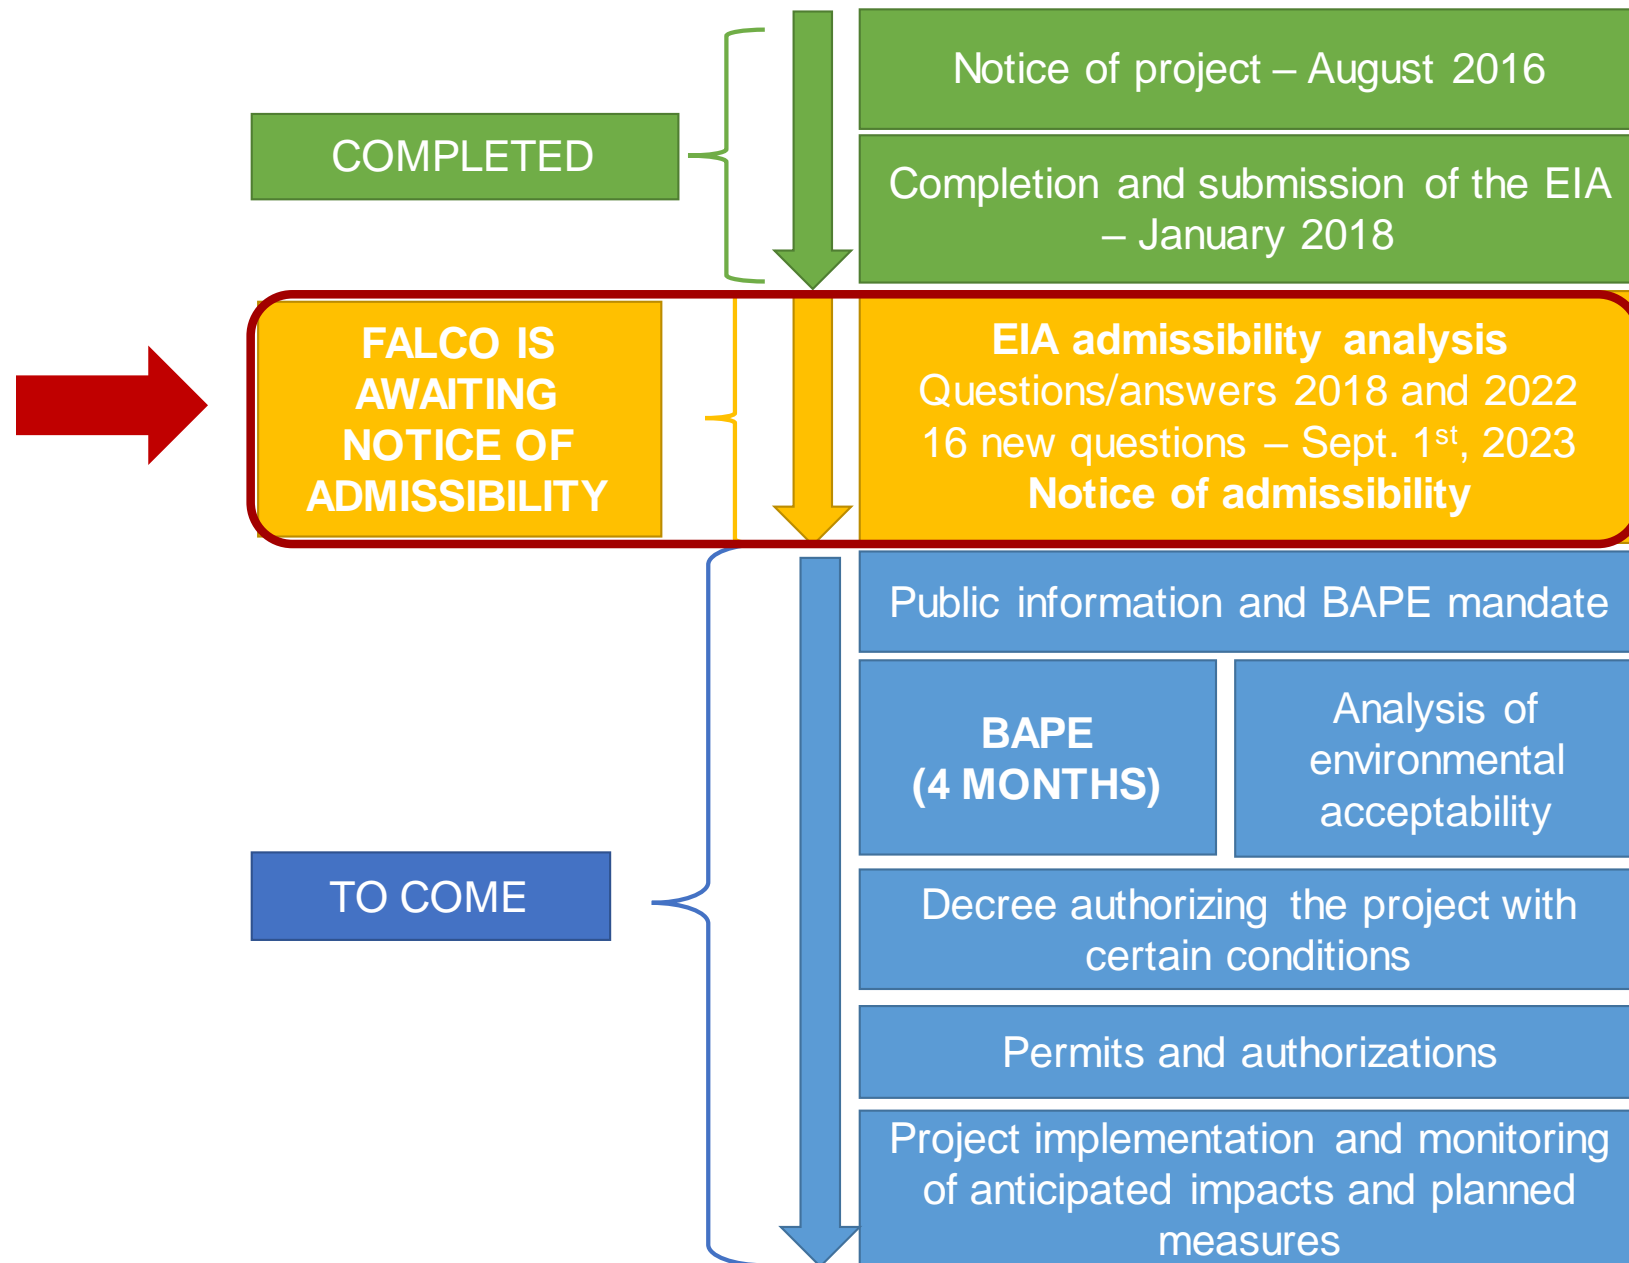 COMPLETED
Notice of project – August 2016
Completion and submission of the EIA
– January 2018
FALCO IS
AWAITING
NOTICE OF
ADMISSIBILITY
EIA admissibility analysis
Questions/answers 2018 and 2022
16 new questions – Sept. 1st, 2023
Notice of admissibility
TO COME
Public information and BAPE mandate
BAPE
(4 MONTHS)
Analysis of
environmental
acceptability
Decree authorizing the project with
certain conditions
Permits and authorizations
Project implementation and monitoring
of anticipated impacts and planned
measures